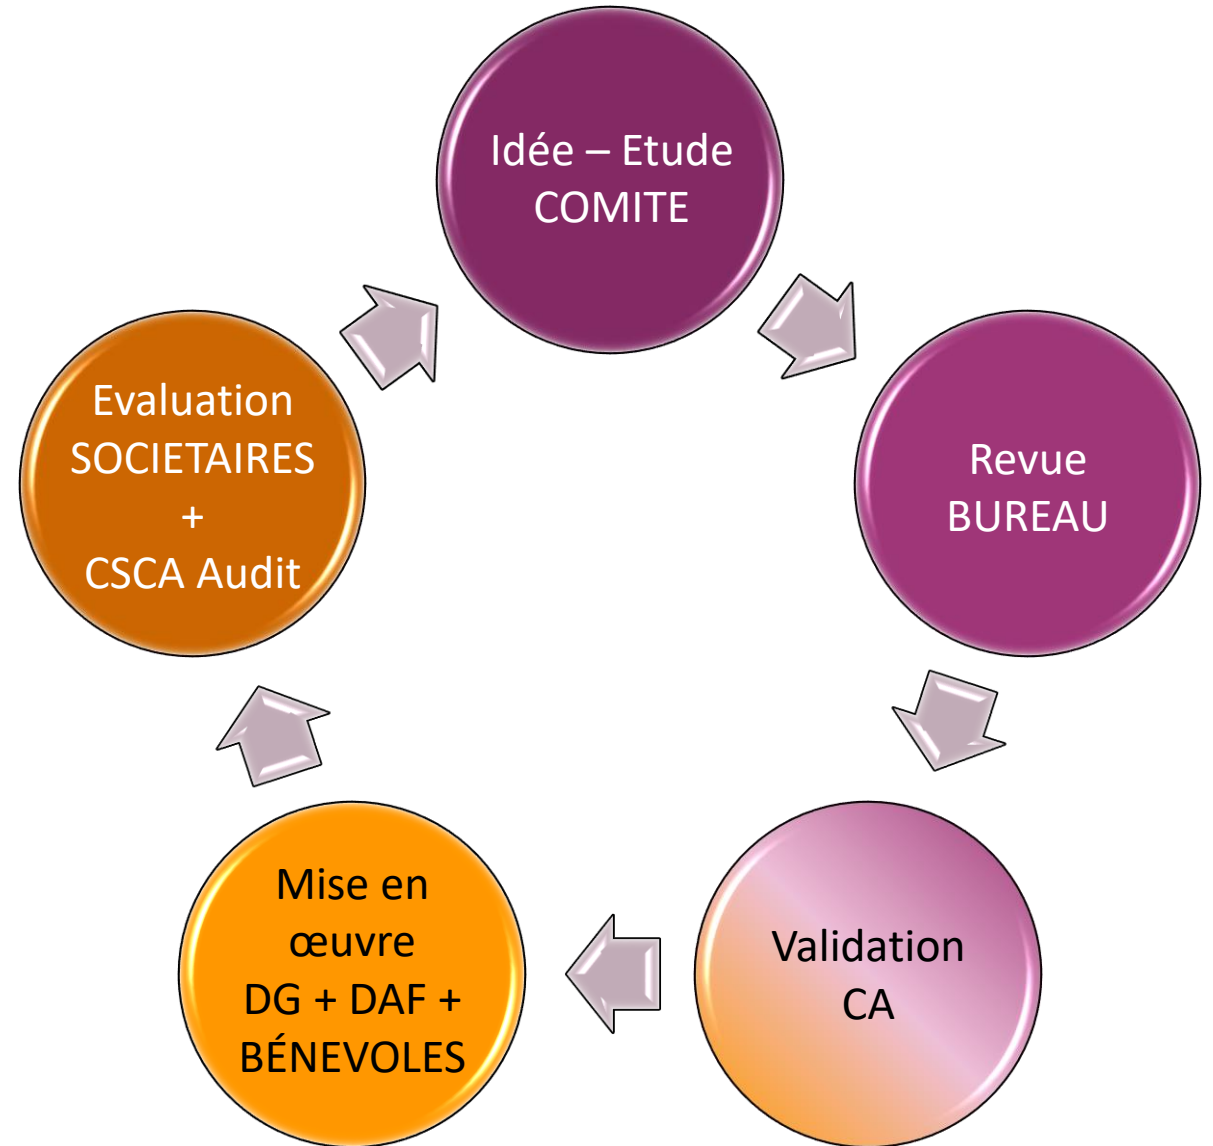 Idée – Etude
COMITE
Revue
BUREAU
Validation
CA
Mise en
œuvre
DG + DAF +
BÉNEVOLES
Evaluation
SOCIETAIRES
+
CSCA Audit